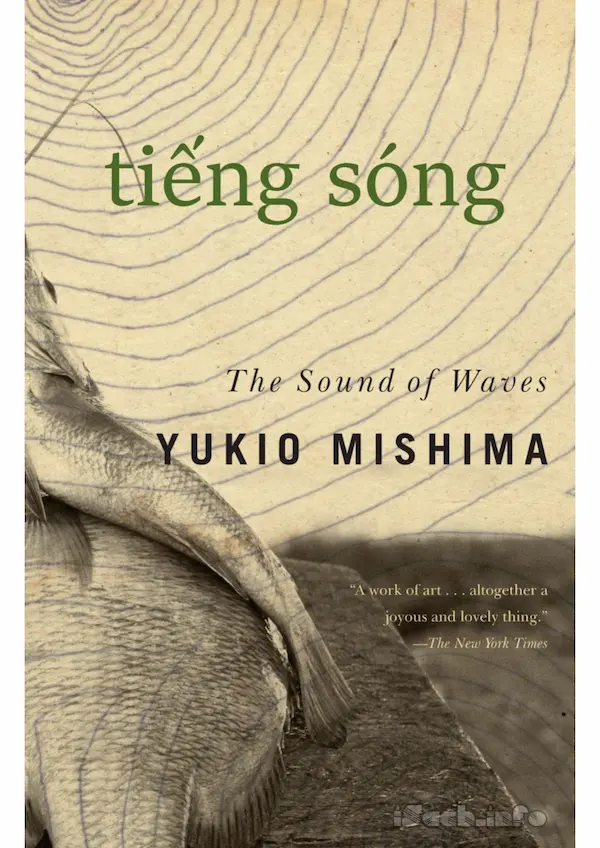 tiếng sóng
The Sound of Waves
YUKIO MISHIMA
“A work of art . . . altogether a
joyous and lovely thing.”
—The New York Times
iSach.info